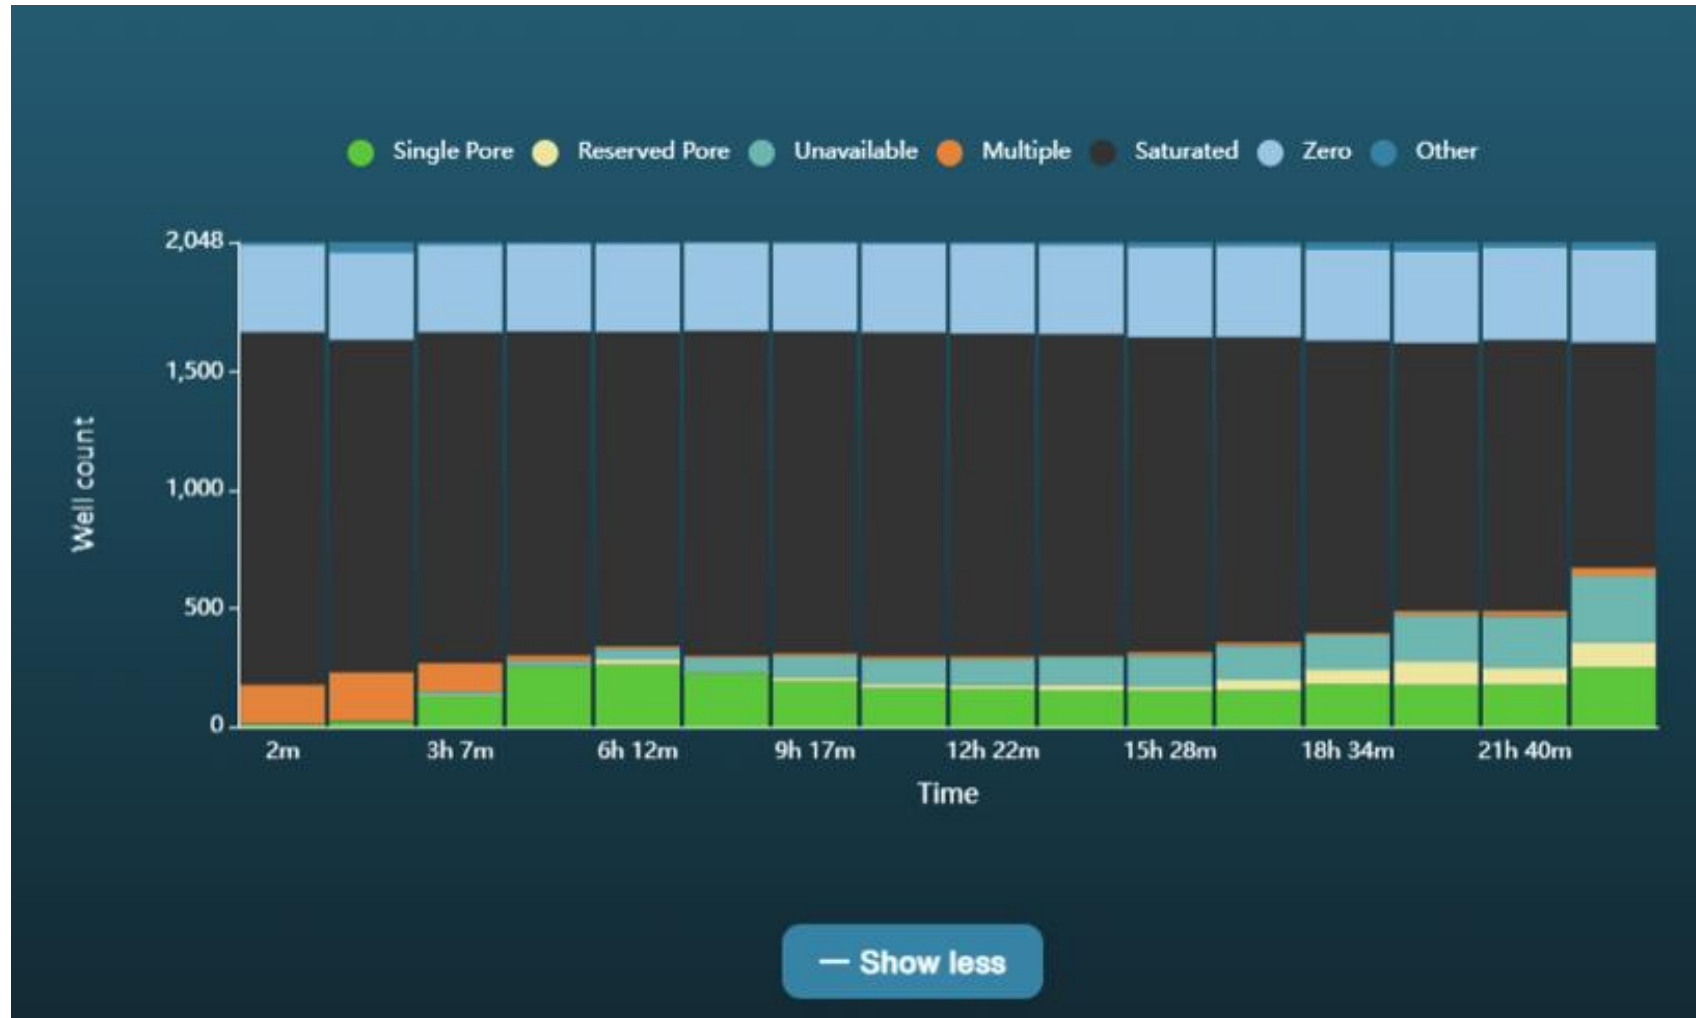 Single Pore Reserved Pore Unavailable Multiple Saturated Zero Other
2,048
1,500
1,000
500
0
Well count
2m 3h 7m 6h 12m 9h 17m 12h 22m 15h 28m 18h 34m 21h 40m
Time
— Show less